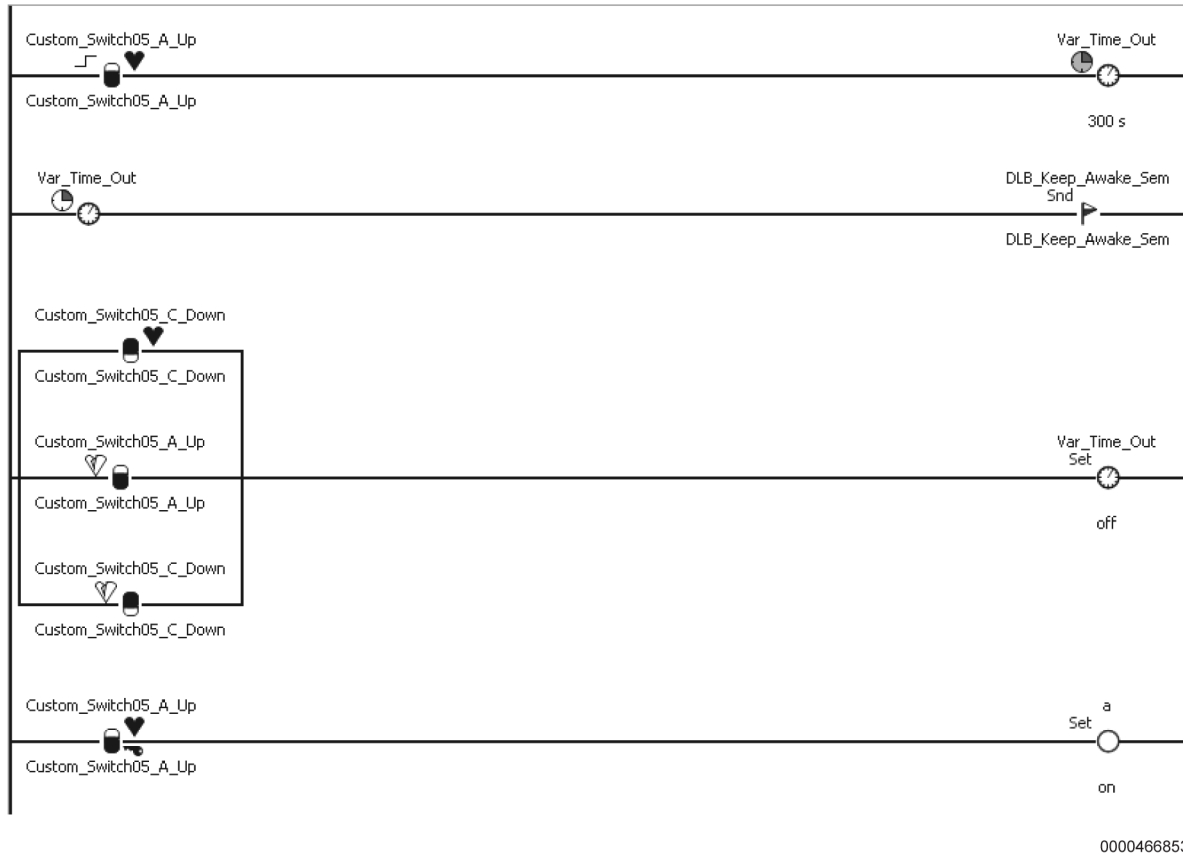 Custom_Switch05_A_Up
Var_Time_Out
Custom_Switch05_A_Up
300 s
Var_Time_Out
DLB_Keep_Awake_Sem
Snd
DLB_Keep_Awake_Sem
Custom_Switch05_C_Down
Custom_Switch05_C_Down
Custom_Switch05_A_Up
Var_Time_Out
Set
Custom_Switch05_A_Up
off
Custom_Switch05_C_Down
Custom_Switch05_C_Down
Custom_Switch05_A_Up
a
Set
Custom_Switch05_A_Up
on